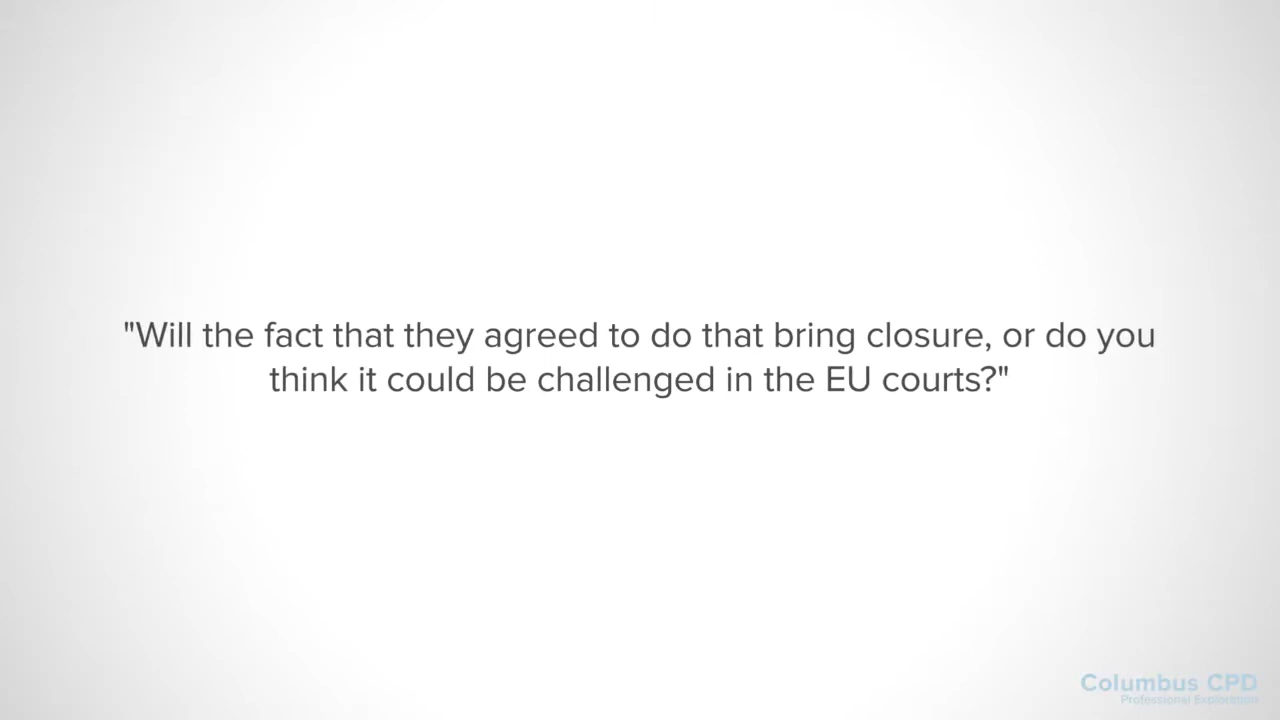 "Will the fact that they agreed to do that bring closure, or do you
think it could be challenged in the EU courts?"
Columbus CPD
Professional Exploration